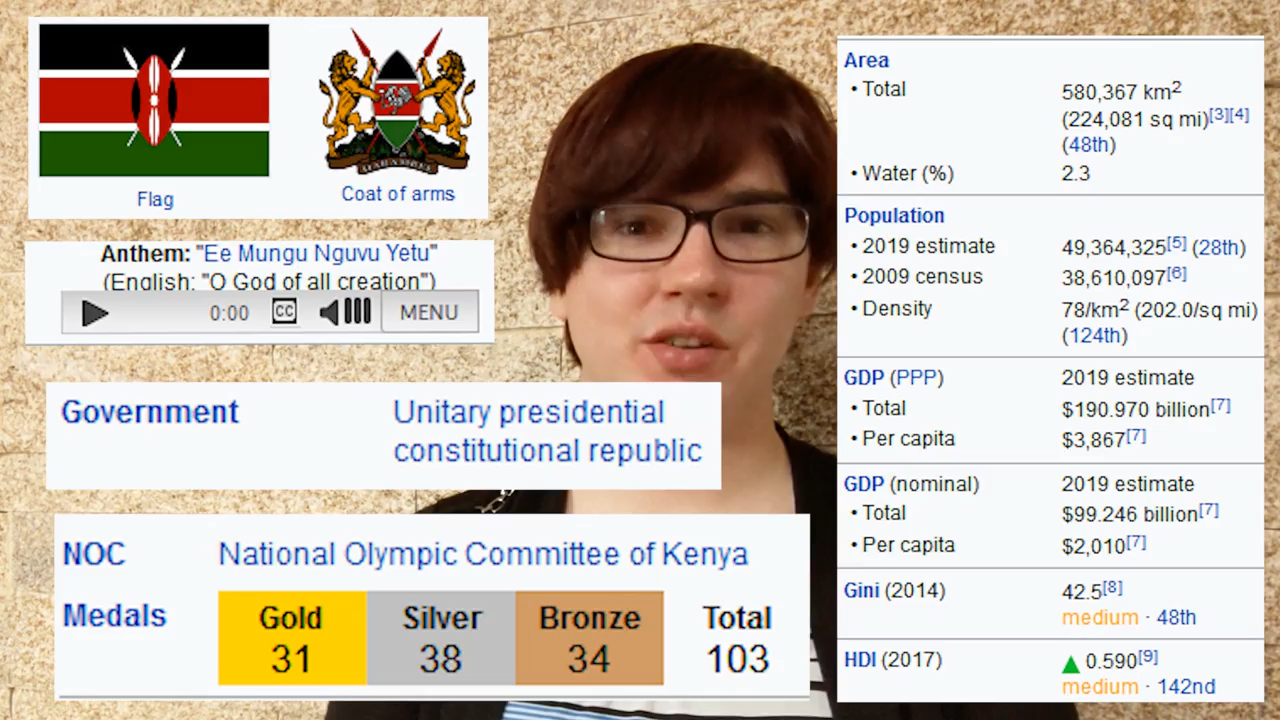 Flag
Coat of arms
Anthem: "Ee Mungu Nguvu Yetu"
(English: "O God of all creation")
0:00 CC MENU
Government Unitary presidential
constitutional republic
NOC National Olympic Committee of Kenya
Medals Gold Silver Bronze Total
31 38 34 103
Area
• Total 580,367 km²
(224,081 sq mi)[3][4]
(48th)
• Water (%) 2.3
Population
• 2019 estimate 49,364,325[5] (28th)
• 2009 census 38,610,097[6]
• Density 78/km² (202.0/sq mi)
(124th)
GDP (PPP) 2019 estimate
• Total $190.970 billion[7]
• Per capita $3,867[7]
GDP (nominal) 2019 estimate
• Total $99.246 billion[7]
• Per capita $2,010[7]
Gini (2014) 42.5[8]
medium · 48th
HDI (2017) ▲ 0.590[9]
medium · 142nd